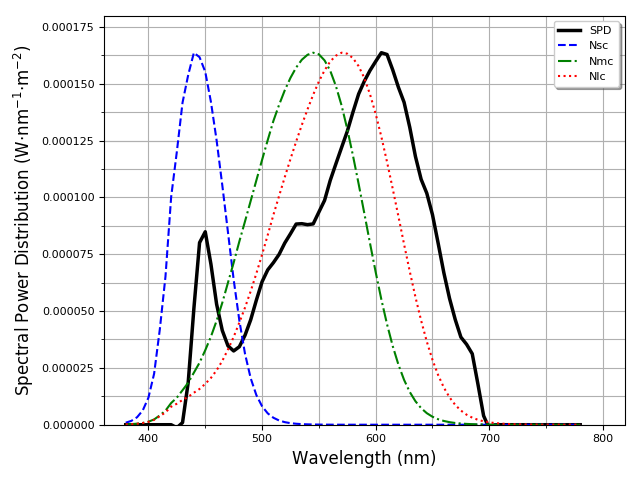 Spectral Power Distribution (W·nm⁻¹·m⁻²)
0.000175
0.000150
0.000125
0.000100
0.000075
0.000050
0.000025
0.000000
SPD
Nsc
Nmc
Nlc
400 500 600 700 800
Wavelength (nm)